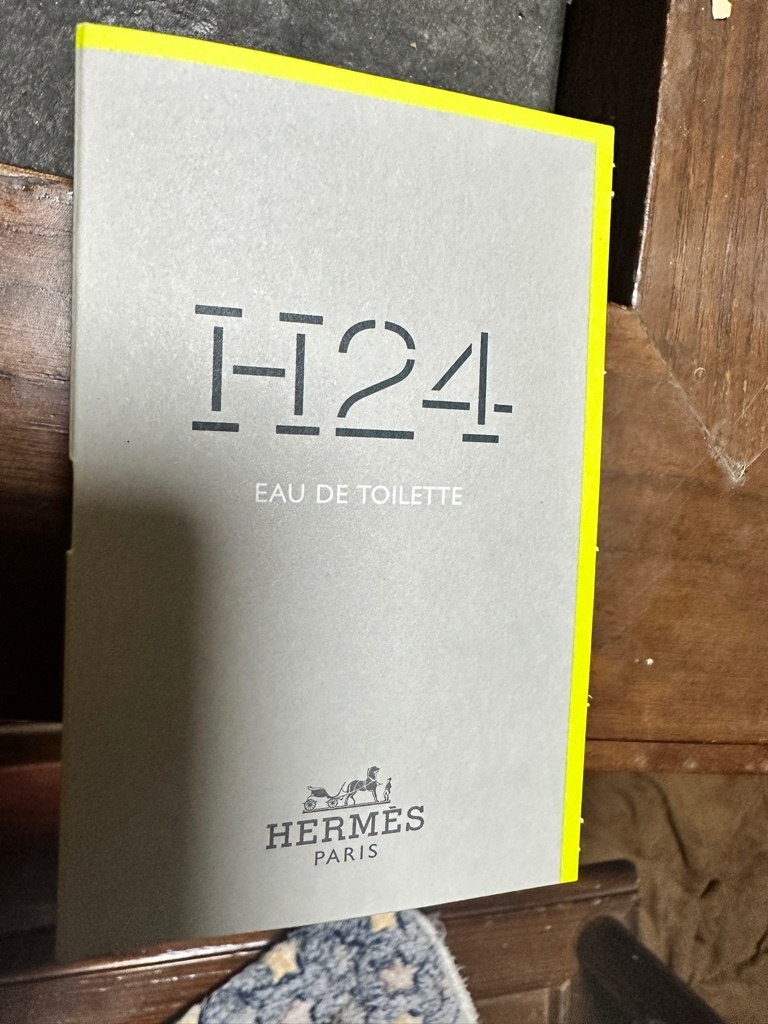 H24
EAU DE TOILETTE
HERMÈS
PARIS